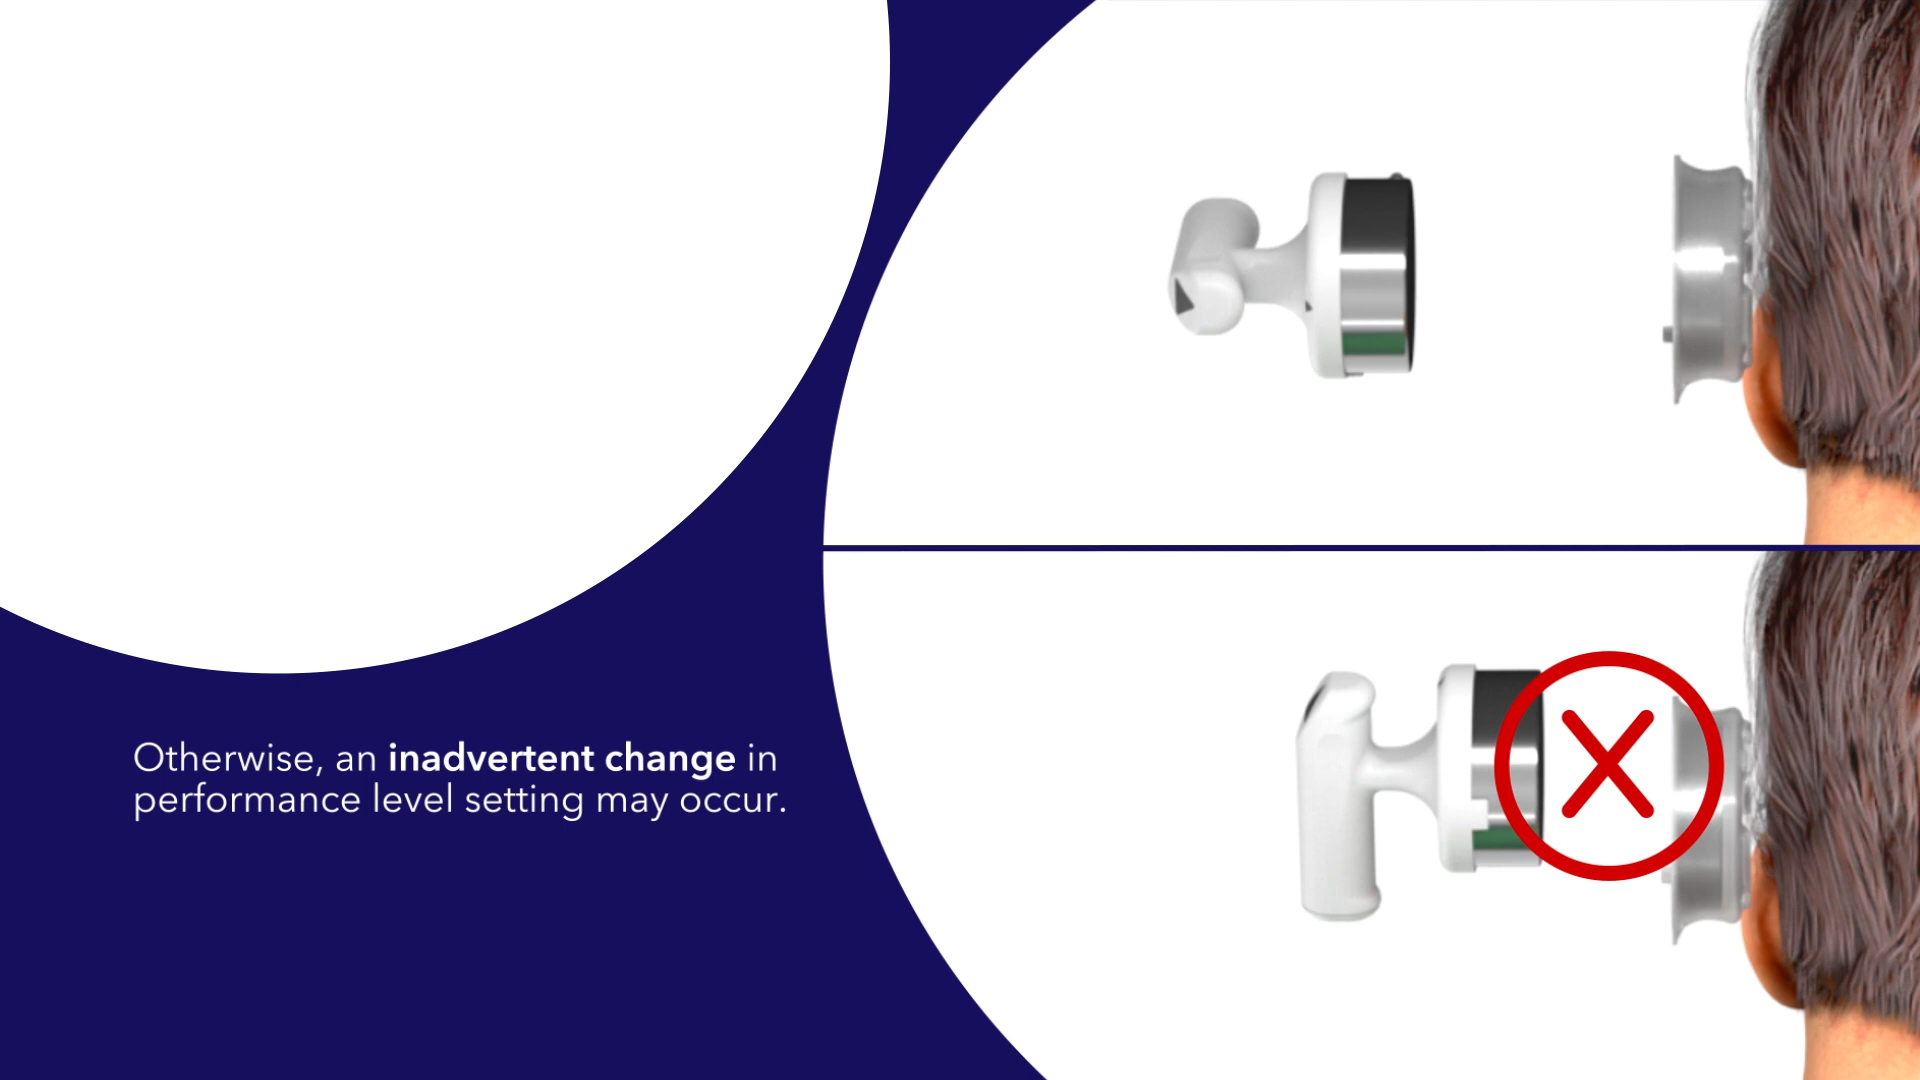 Otherwise, an inadvertent change in
performance level setting may occur.